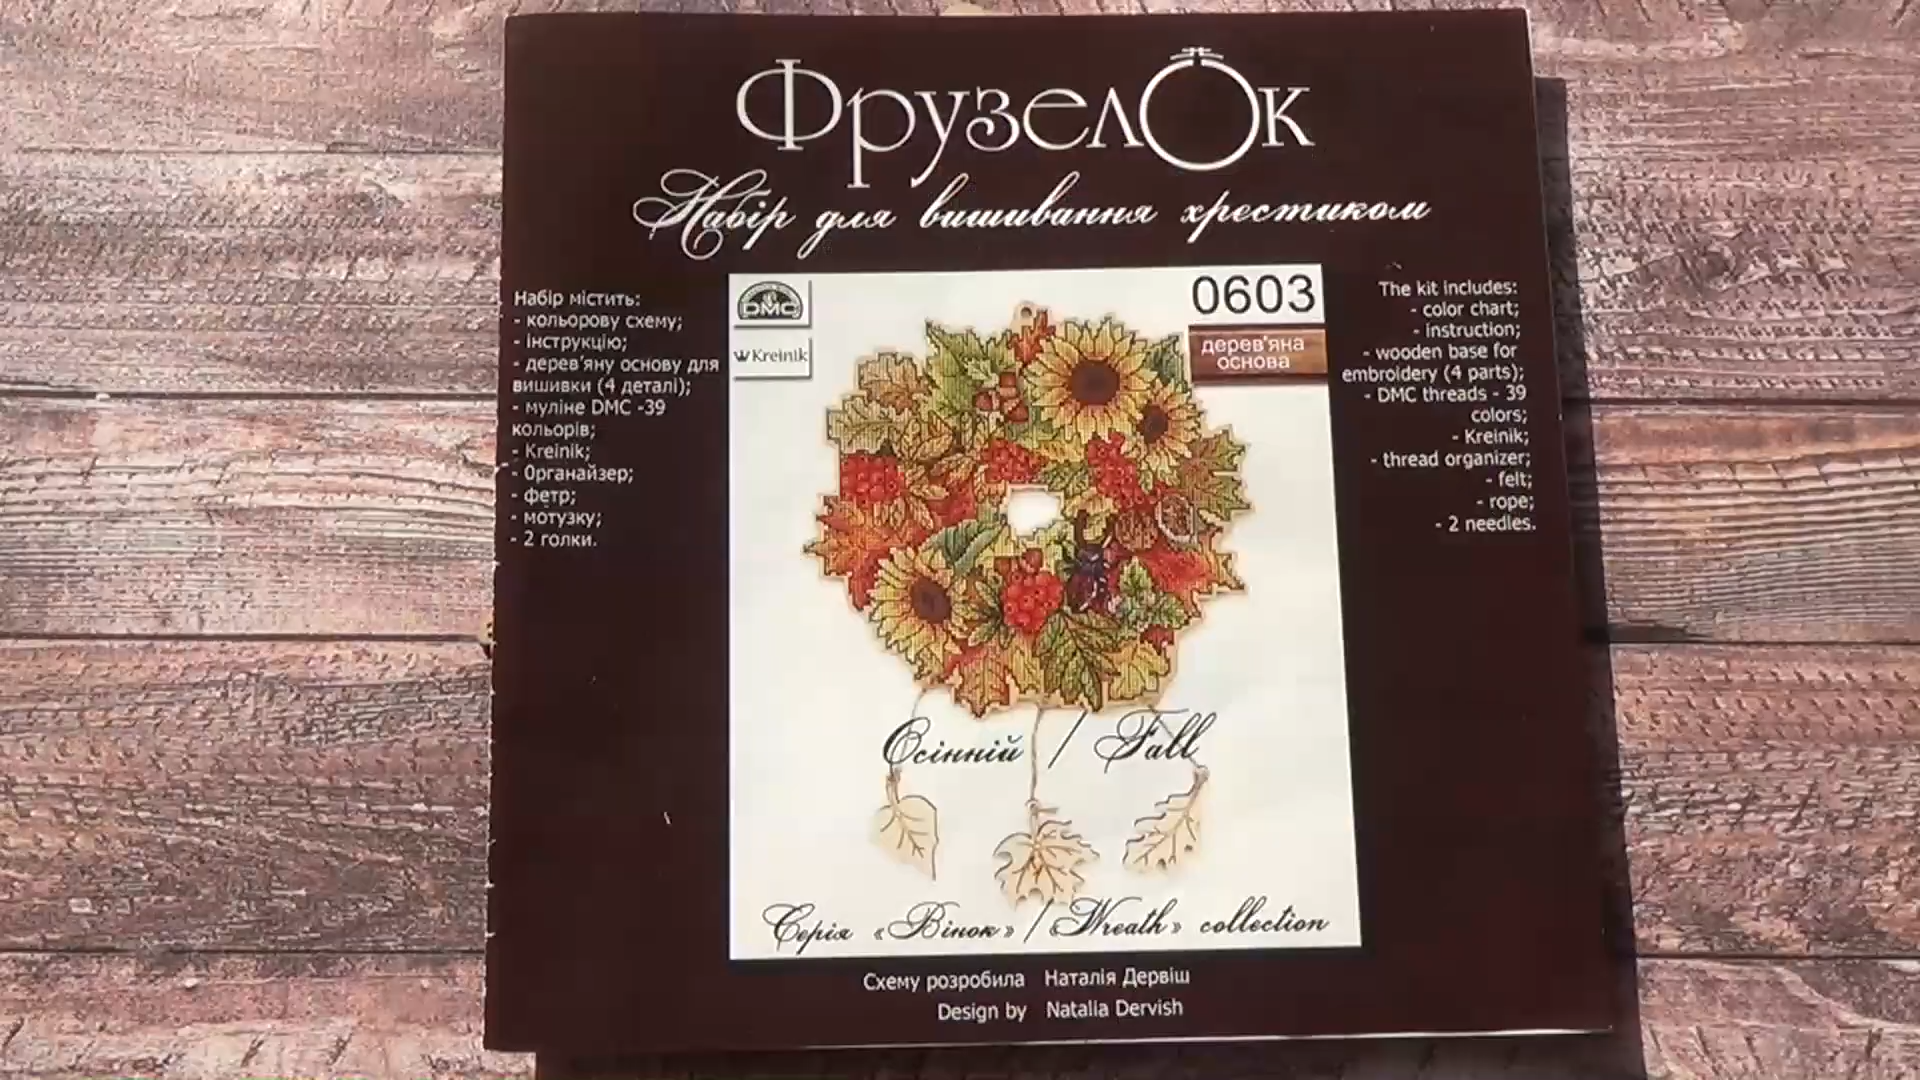 ФрузелОк
Набір для вишивання хрестиком
Набір містить:
- кольорову схему;
- інструкцію;
- дерев'яну основу для
вишивки (4 деталі);
- муліне DMC -39
кольорів;
- Kreinik;
- Органайзер;
- фетр;
- мотузку;
- 2 голки.
DMC
Kreinik
0603
дерев'яна
основа
The kit includes:
- color chart;
- instruction;
- wooden base for
embroidery (4 parts);
- DMC threads - 39
colors;
- Kreinik;
- thread organizer;
- felt;
- rope;
- 2 needles.
Осінній / Fall
Серія «Вінок» / «Wreath» collection
Схему розробила Наталія Дервіш
Design by Natalia Dervish